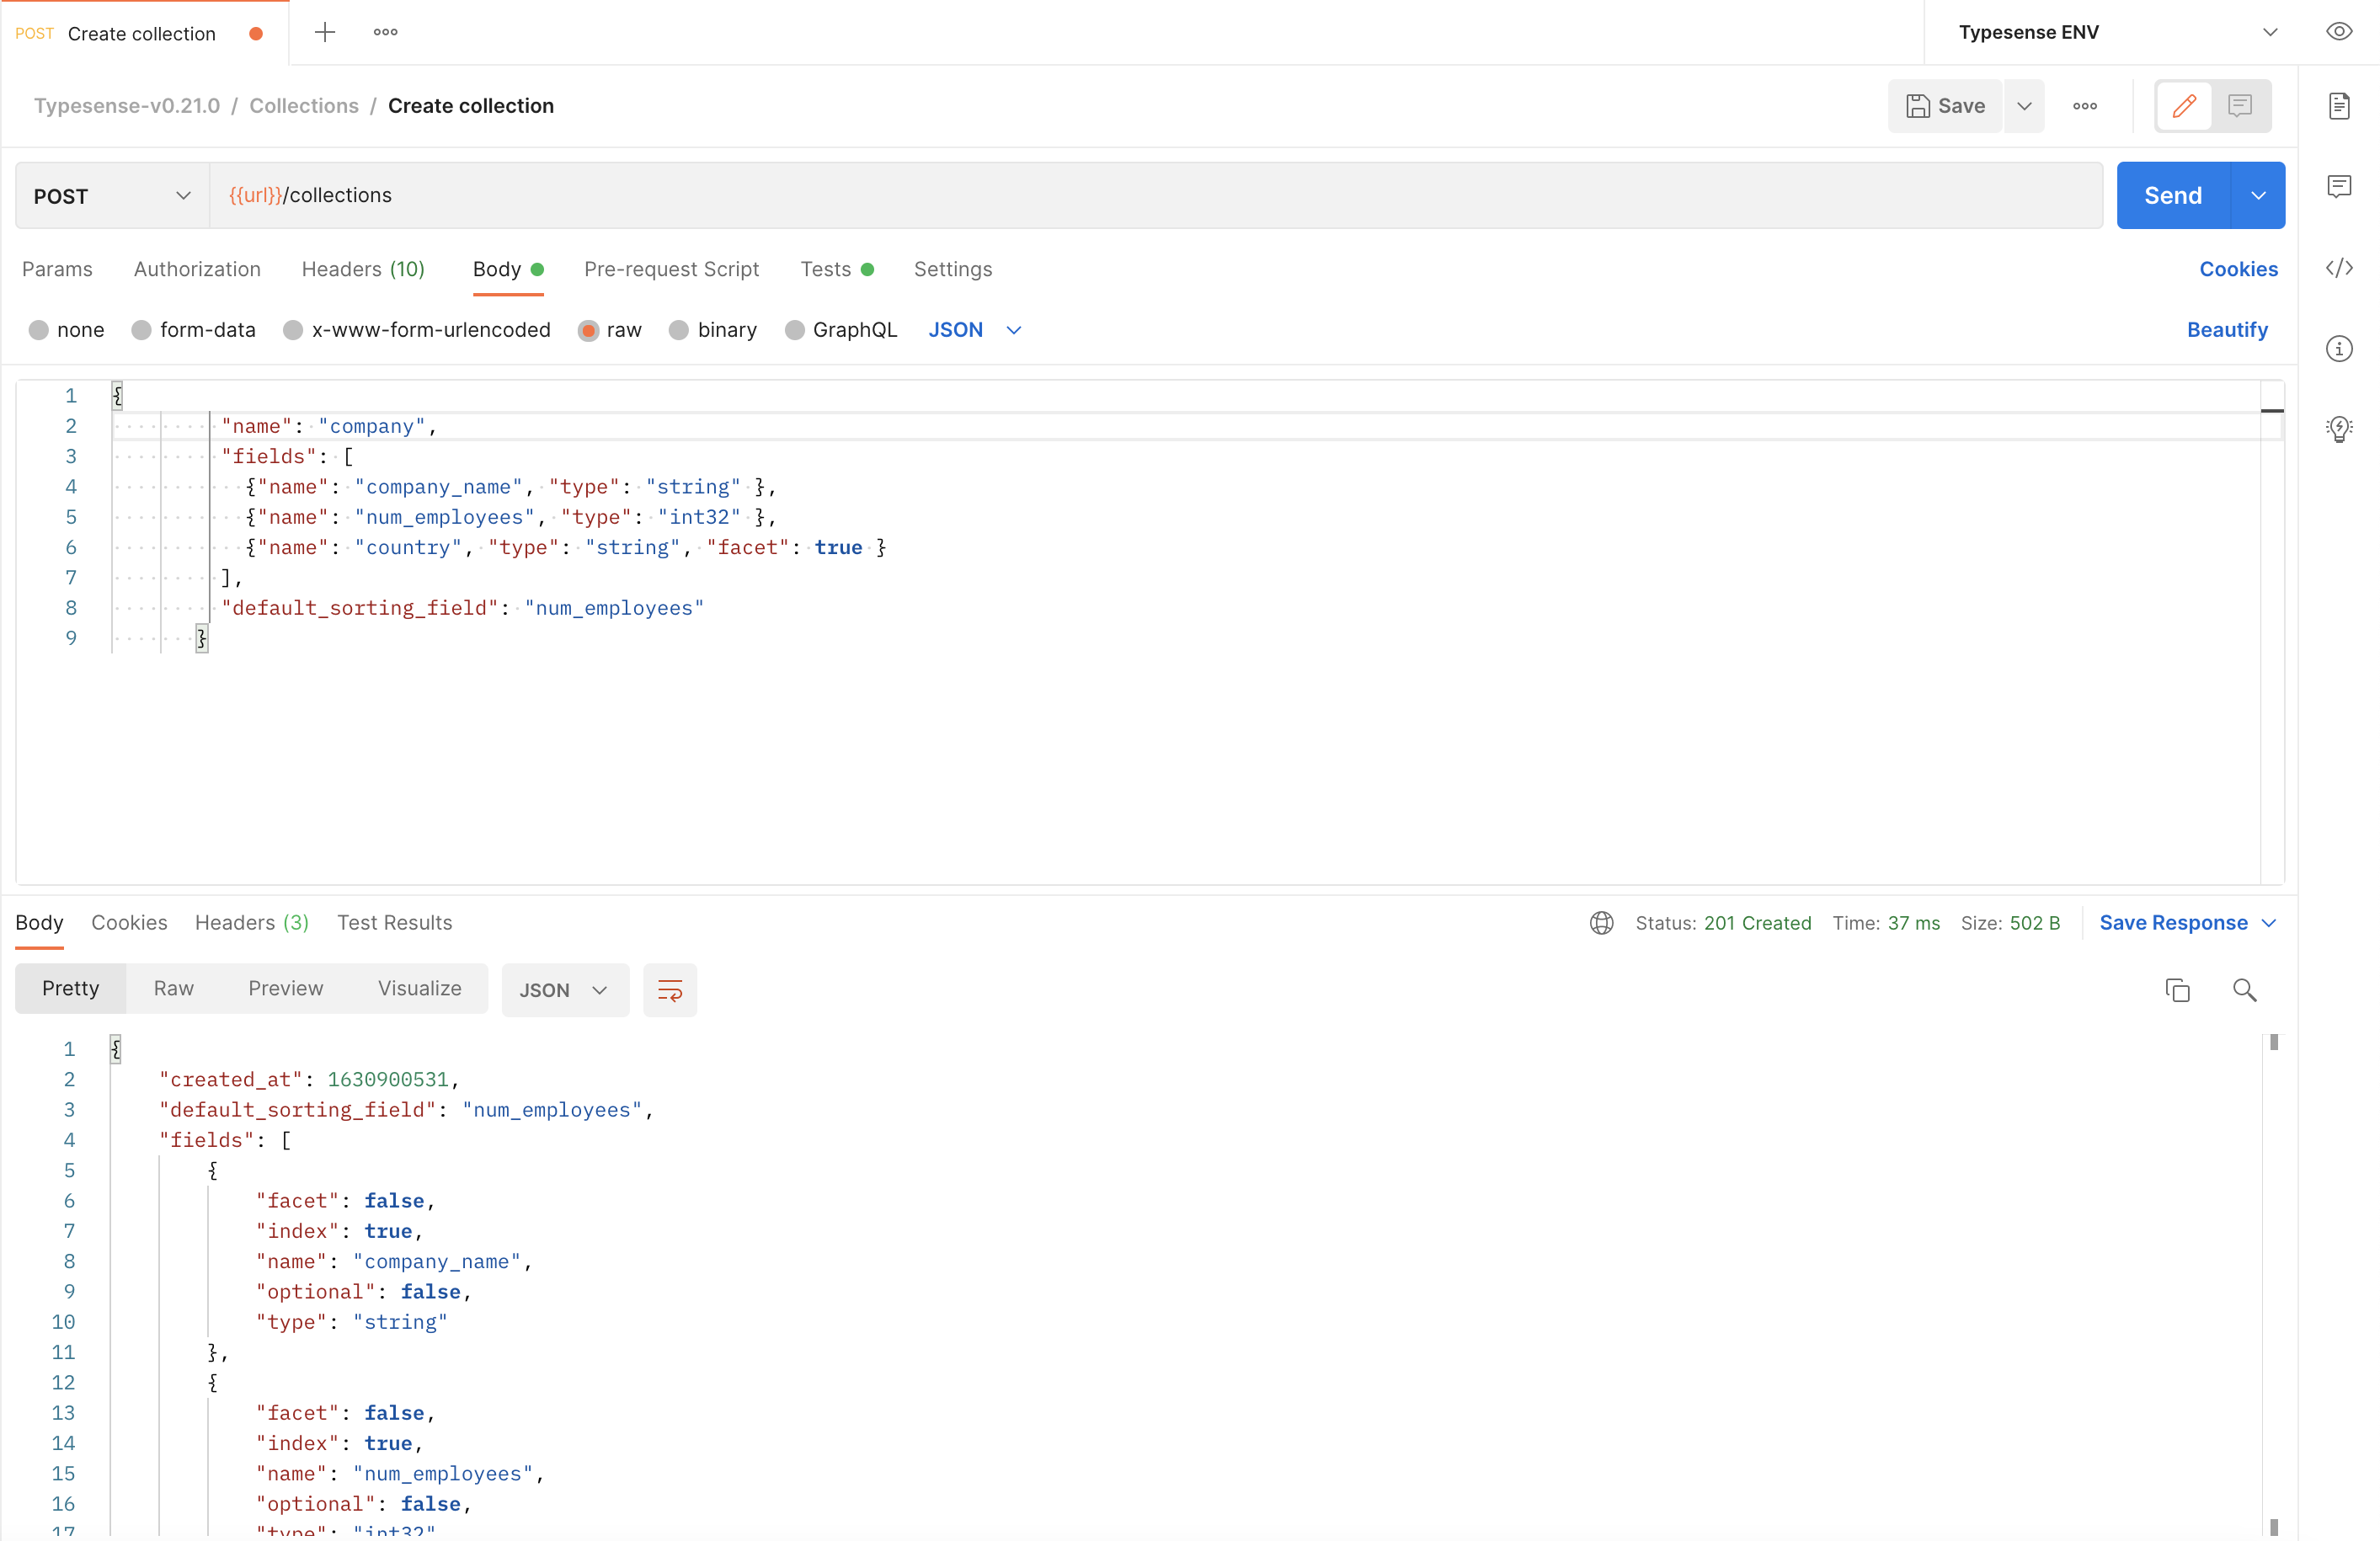 POST Create collection
Typesense ENV
Typesense-v0.21.0 / Collections / Create collection
Save
POST {{url}}/collections Send
Params Authorization Headers (10) Body Pre-request Script Tests Settings Cookies
none form-data x-www-form-urlencoded raw binary GraphQL JSON Beautify
1 {
2 "name": "company",
3 "fields": [
4 {"name": "company_name", "type": "string" },
5 {"name": "num_employees", "type": "int32" },
6 {"name": "country", "type": "string", "facet": true }
7 ],
8 "default_sorting_field": "num_employees"
9 }
Body Cookies Headers (3) Test Results Status: 201 Created Time: 37 ms Size: 502 B Save Response
Pretty Raw Preview Visualize JSON
1 {
2 "created_at": 1630900531,
3 "default_sorting_field": "num_employees",
4 "fields": [
5 {
6 "facet": false,
7 "index": true,
8 "name": "company_name",
9 "optional": false,
10 "type": "string"
11 },
12 {
13 "facet": false,
14 "index": true,
15 "name": "num_employees",
16 "optional": false,
17 "type": "int32"